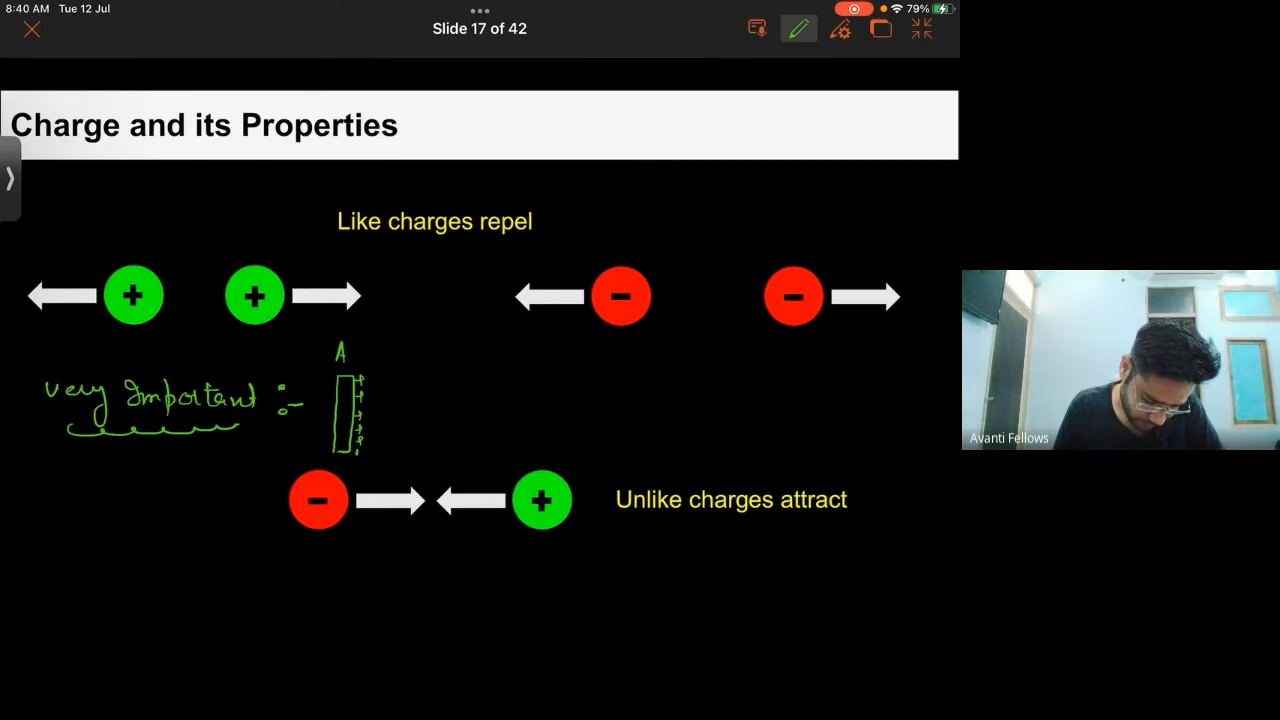 8:40 AM Tue 12 Jul
79%
Slide 17 of 42
Charge and its Properties
Like charges repel
+ + - -
A
very Important :-
- +
Unlike charges attract
Avanti Fellows